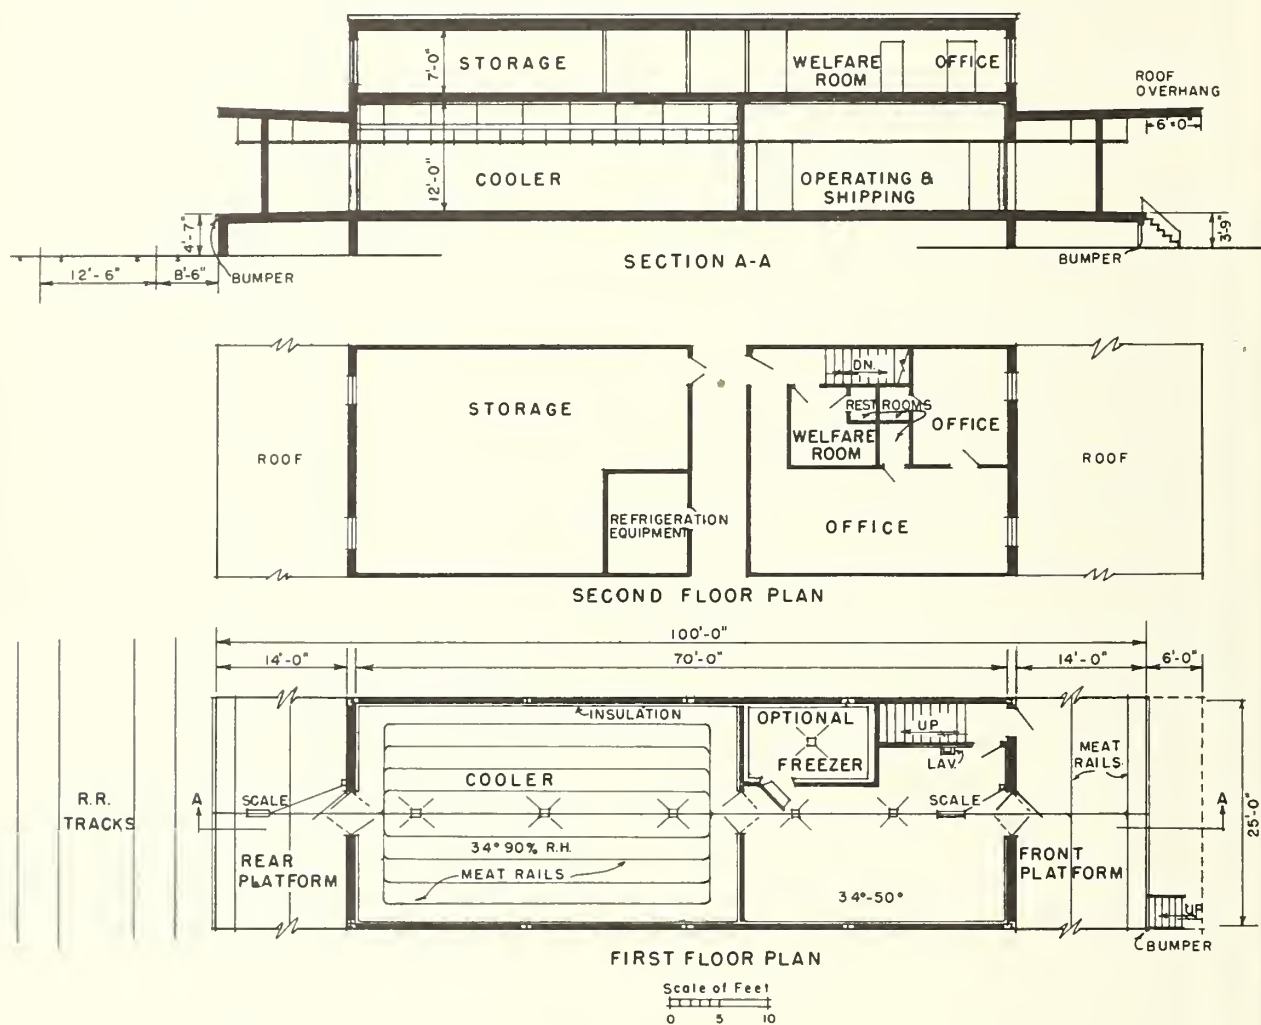 STORAGE
WELFARE
ROOM
OFFICE
7'-0"
ROOF
OVERHANG
6'-0"
12'-0"
COOLER
OPERATING &
SHIPPING
4'-7"
3'-9"
12'-6"
8'-6"
BUMPER
SECTION A-A
BUMPER
DN.
STORAGE
REST ROOMS
OFFICE
WELFARE
ROOM
ROOF
ROOF
REFRIGERATION
EQUIPMENT
OFFICE
SECOND FLOOR PLAN
100'-0"
14'-0"
70'-0"
14'-0"
6'-0"
INSULATION
OPTIONAL
FREEZER
UP
LAV.
MEAT
RAILS
COOLER
R.R.
TRACKS
A
SCALE
SCALE
A
25'-0"
34° 90% R.H.
REAR
PLATFORM
MEAT RAILS
FRONT
PLATFORM
34°-50°
UP
BUMPER
FIRST FLOOR PLAN
Scale of Feet
0 5 10